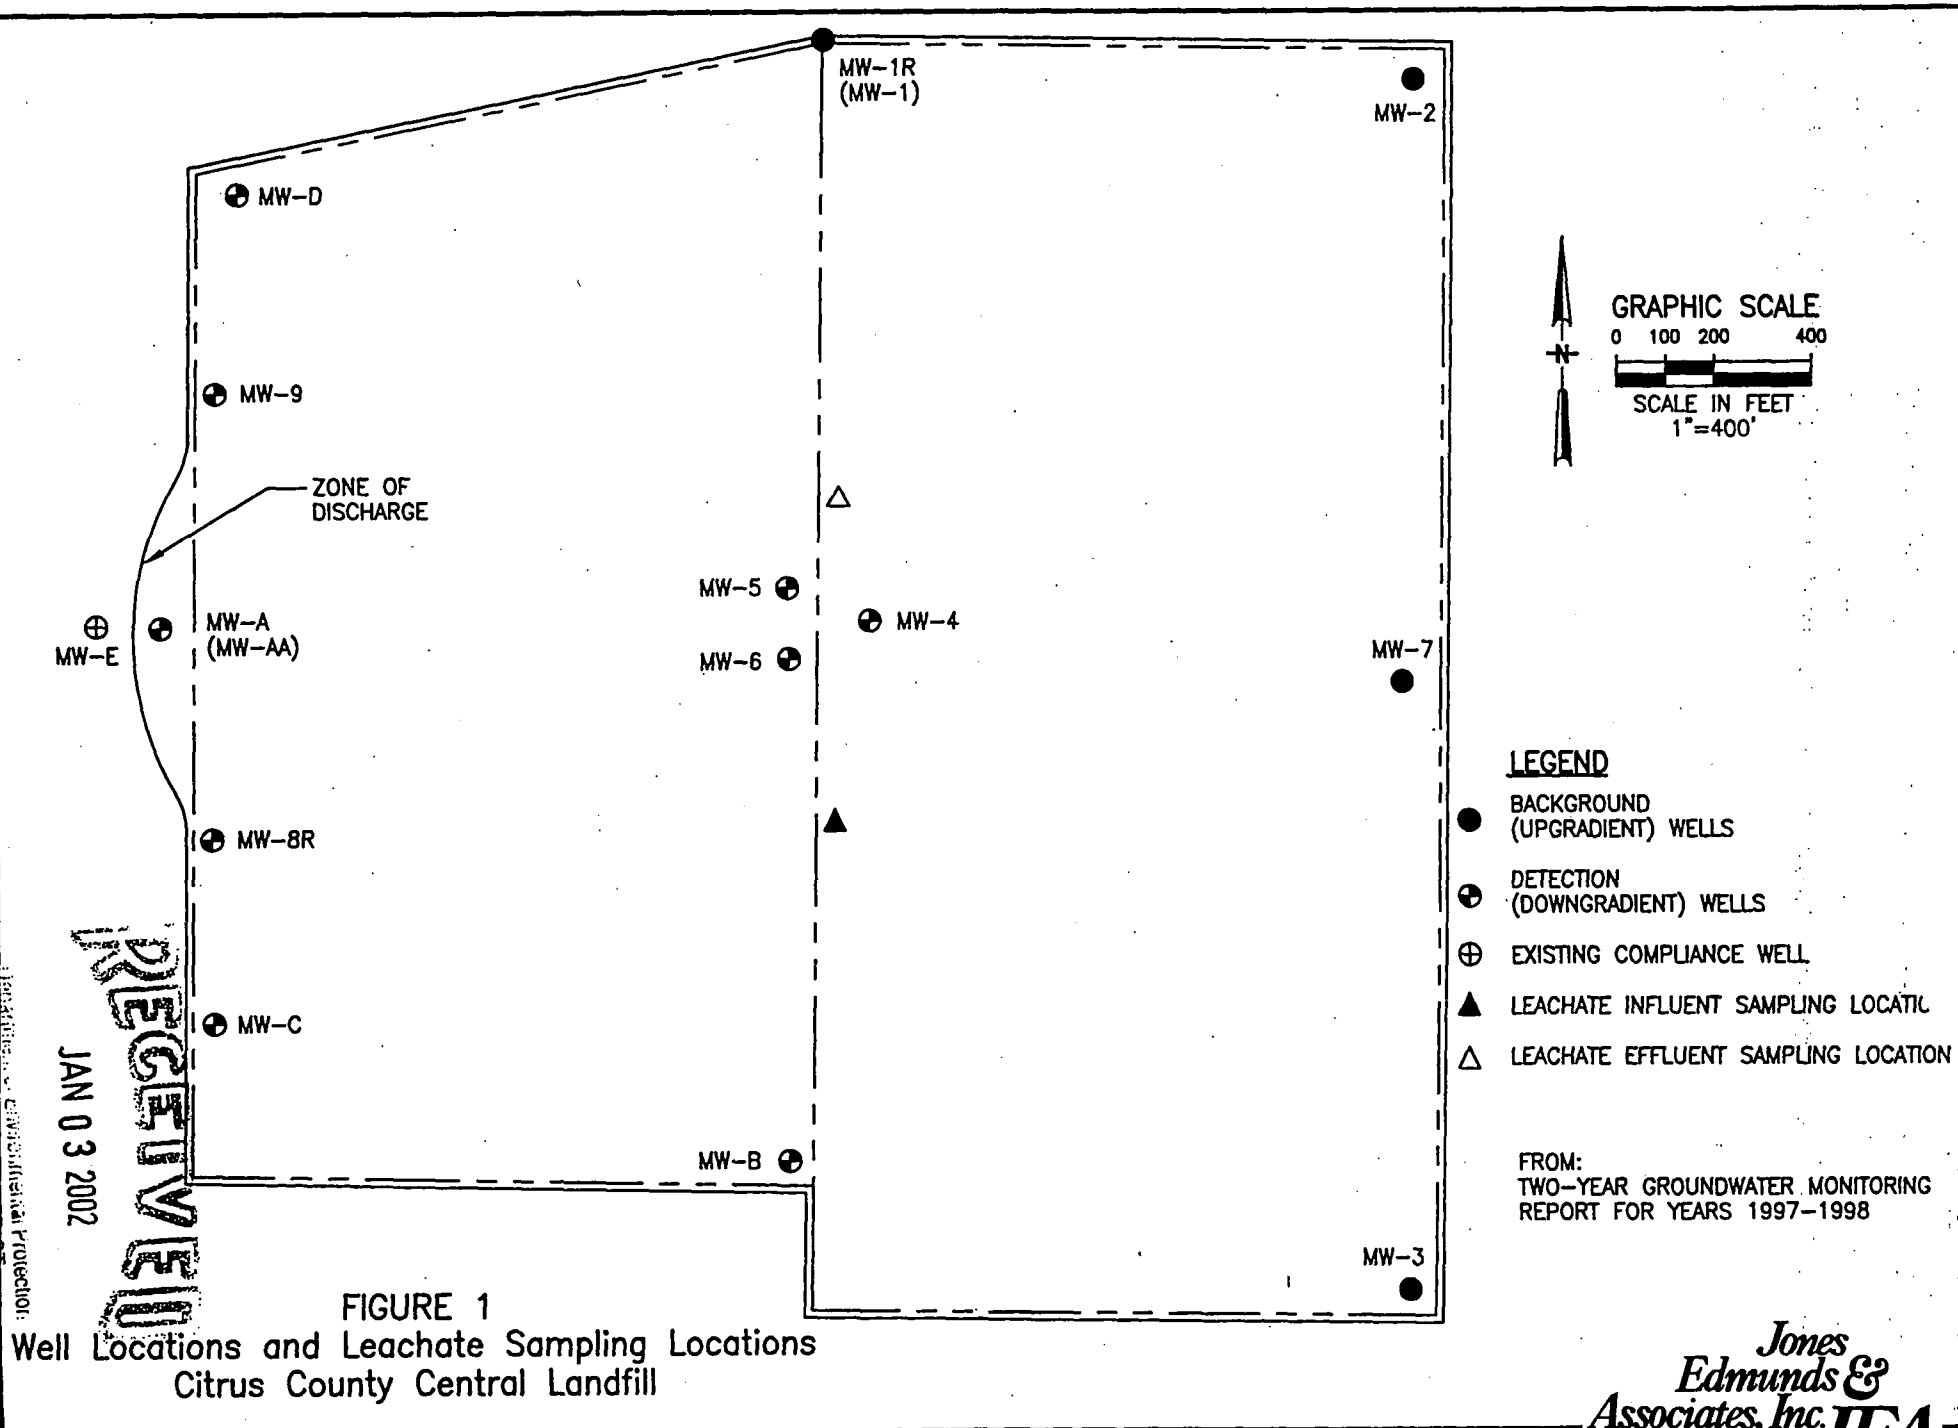 MW-1R
(MW-1)
MW-2
MW-D
MW-9
ZONE OF
DISCHARGE
MW-A
(MW-AA)
MW-E
MW-5
MW-4
MW-6
MW-7
MW-8R
MW-C
MW-B
MW-3
N
GRAPHIC SCALE
0 100 200 400
SCALE IN FEET
1"=400'
LEGEND
BACKGROUND
(UPGRADIENT) WELLS
DETECTION
(DOWNGRADIENT) WELLS
EXISTING COMPLIANCE WELL
LEACHATE INFLUENT SAMPLING LOCATIC
LEACHATE EFFLUENT SAMPLING LOCATION
FROM:
TWO-YEAR GROUNDWATER MONITORING
REPORT FOR YEARS 1997-1998
RECEIVED
JAN 03 2002
Protection
FIGURE 1
Well Locations and Leachate Sampling Locations
Citrus County Central Landfill
Jones
Edmunds &
Associates, Inc. JEA